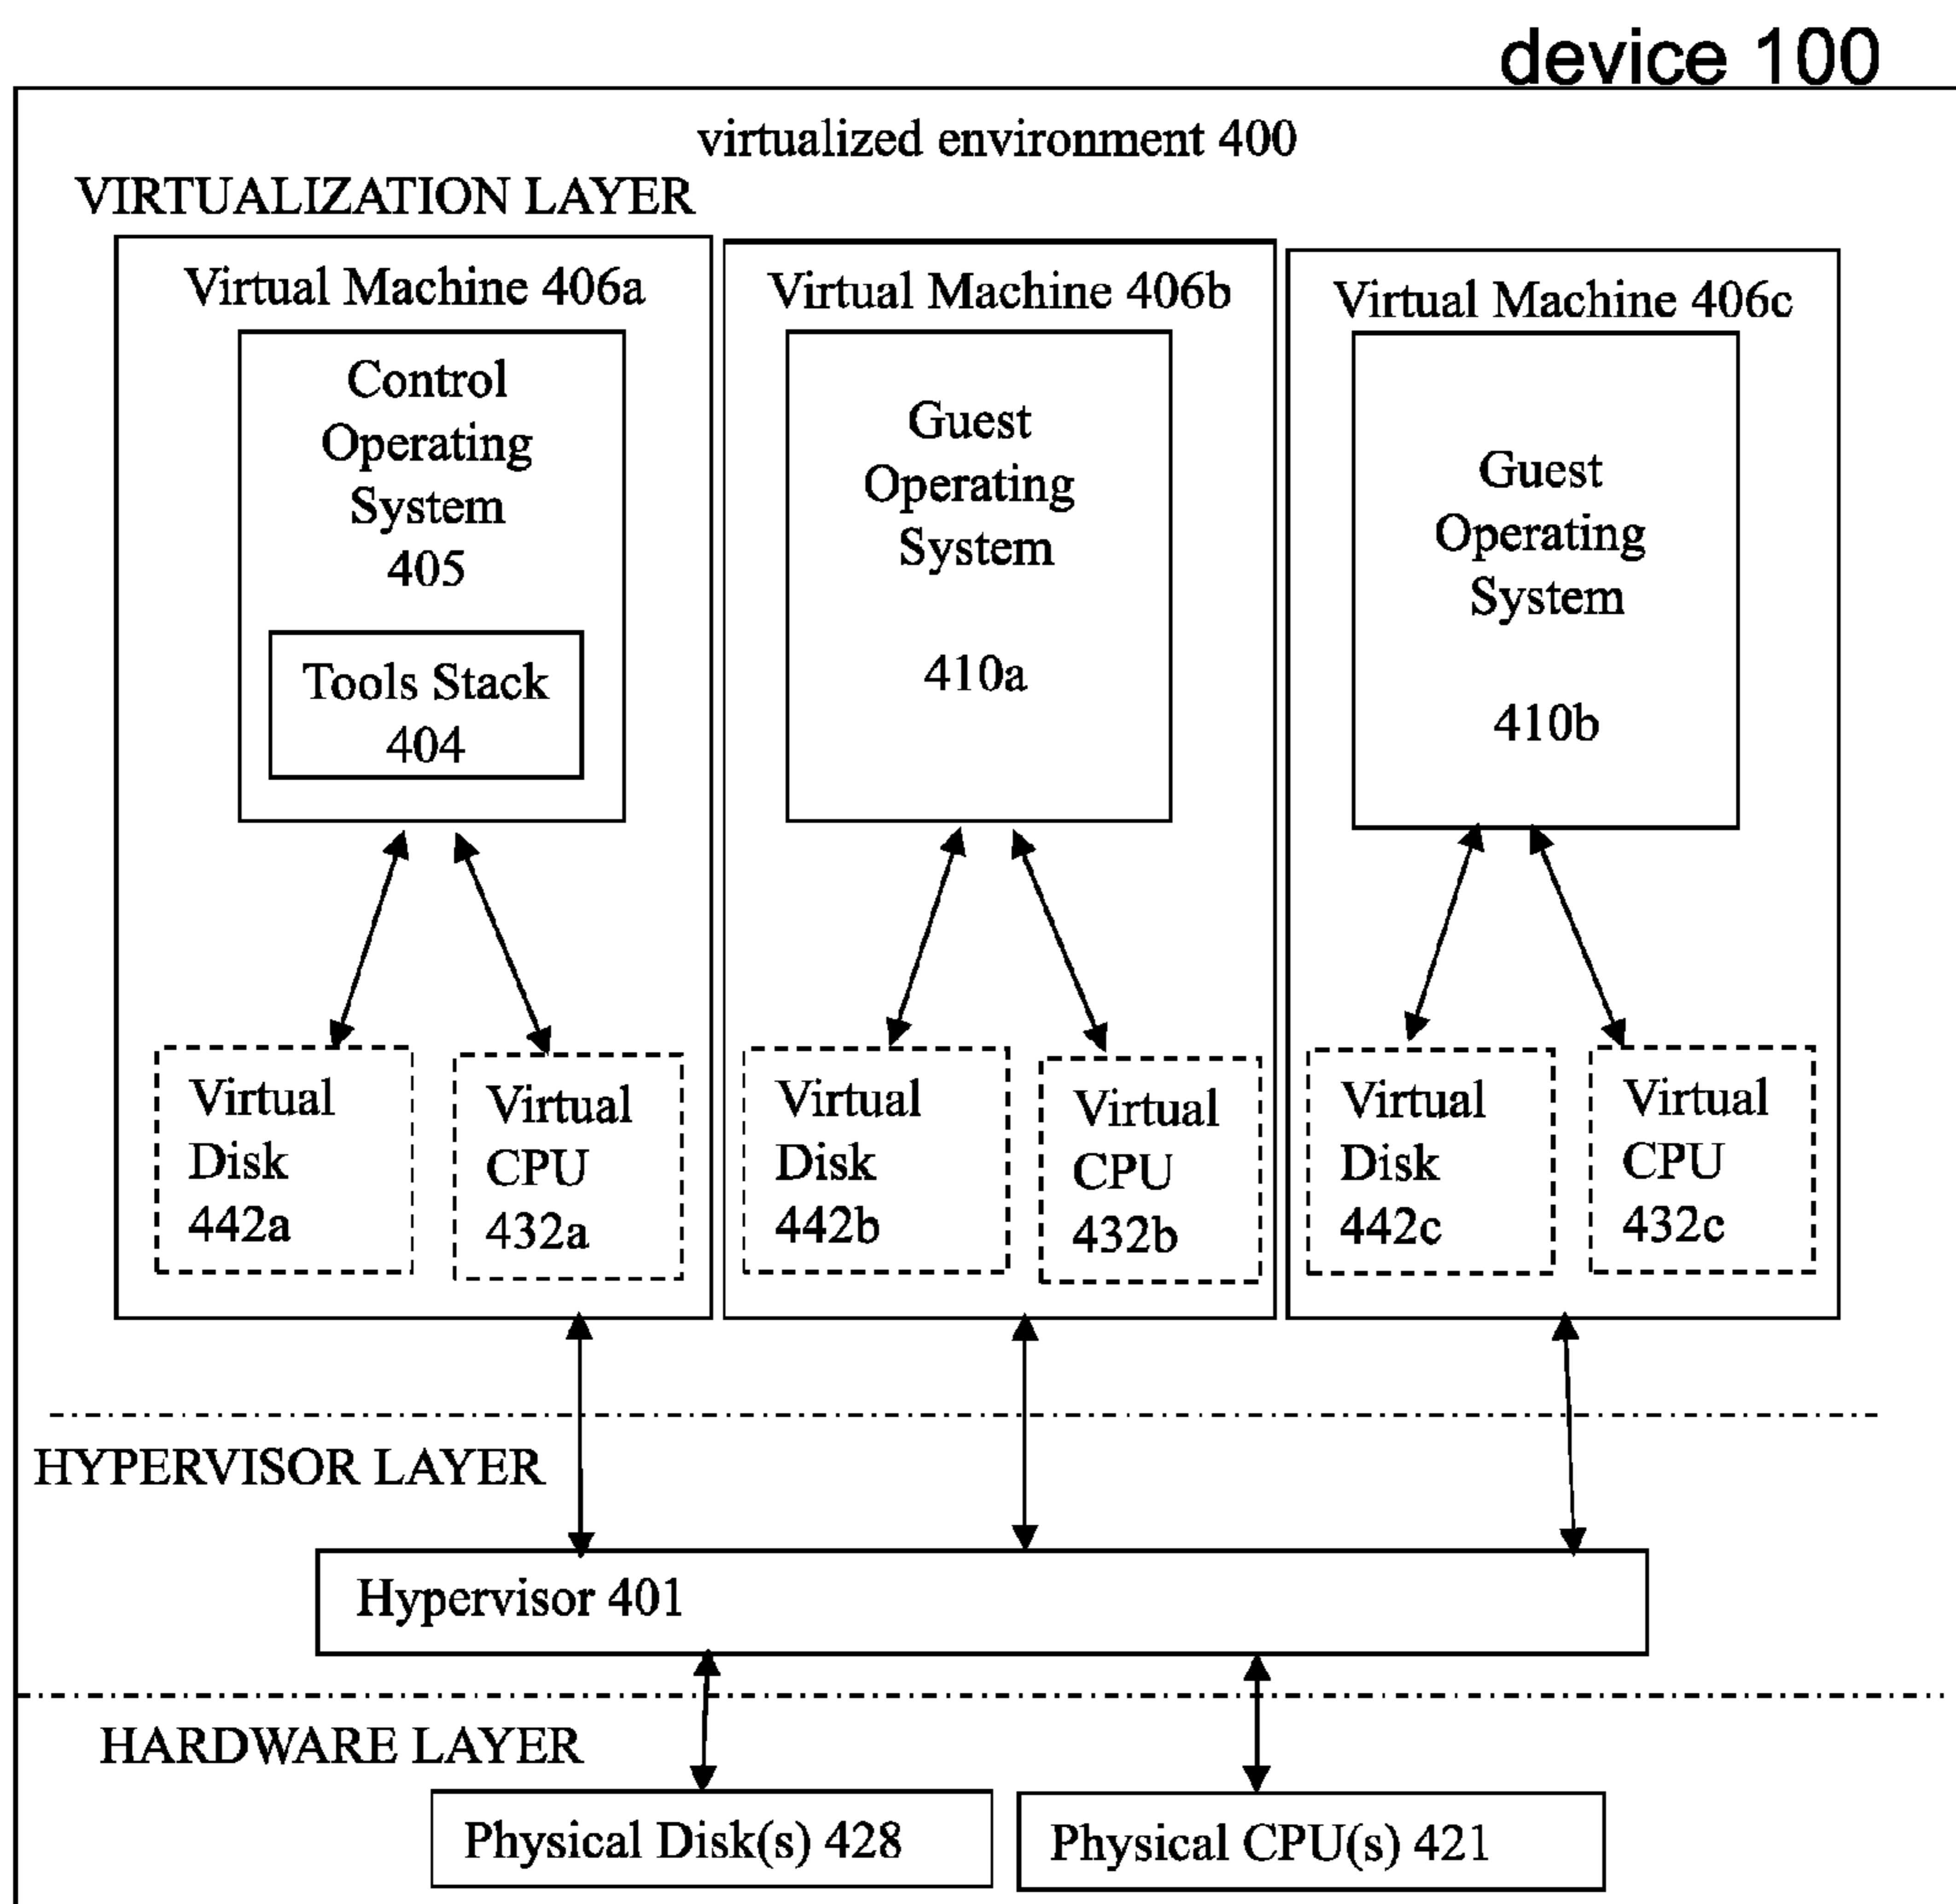 device 100
virtualized environment 400
VIRTUALIZATION LAYER
Virtual Machine 406a
Control
Operating
System
405
Tools Stack
404
Virtual
Disk
442a
Virtual
CPU
432a
Virtual Machine 406b
Guest
Operating
System
410a
Virtual
Disk
442b
Virtual
CPU
432b
Virtual Machine 406c
Guest
Operating
System
410b
Virtual
Disk
442c
Virtual
CPU
432c
HYPERVISOR LAYER
Hypervisor 401
HARDWARE LAYER
Physical Disk(s) 428
Physical CPU(s) 421